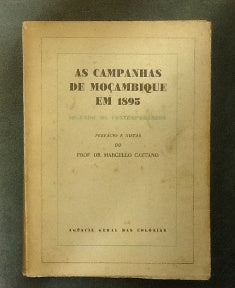 AS CAMPANHAS
DE MOÇAMBIQUE
EM 1895
SEGUNDO OS CONTEMPORÂNEOS
PREFÁCIO E NOTAS
DO
PROF. DR. MARCELLO CAETANO
AGÊNCIA GERAL DAS COLÓNIAS